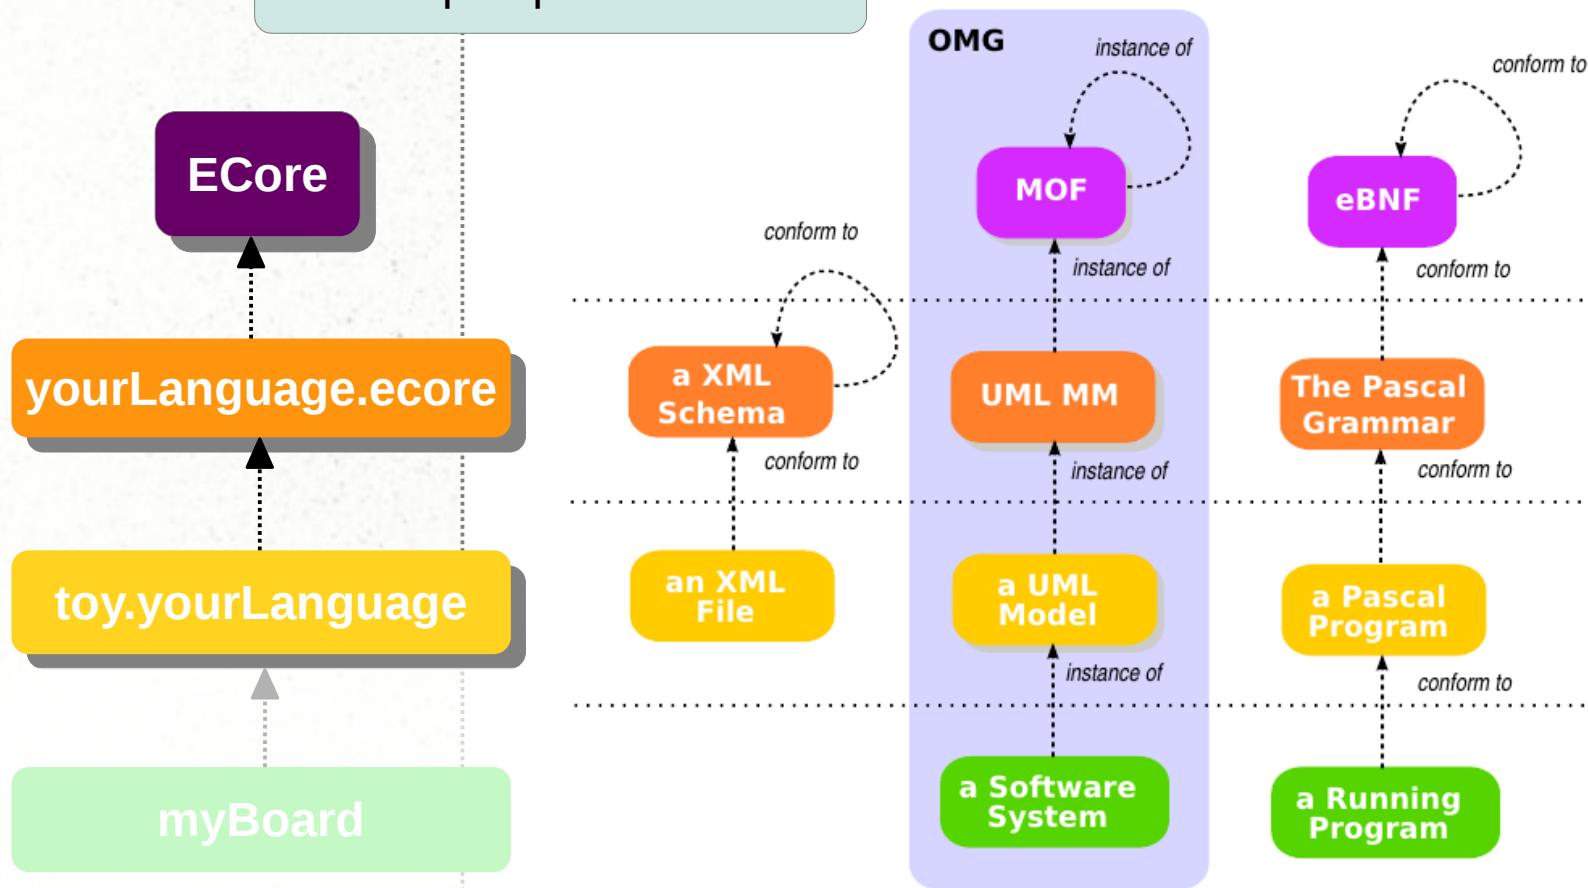 ECore
yourLanguage.ecore
toy.yourLanguage
myBoard
conform to
a XML
Schema
conform to
an XML
File
OMG
instance of
MOF
instance of
UML MM
instance of
a UML
Model
instance of
a Software
System
conform to
eBNF
conform to
The Pascal
Grammar
conform to
a Pascal
Program
conform to
a Running
Program